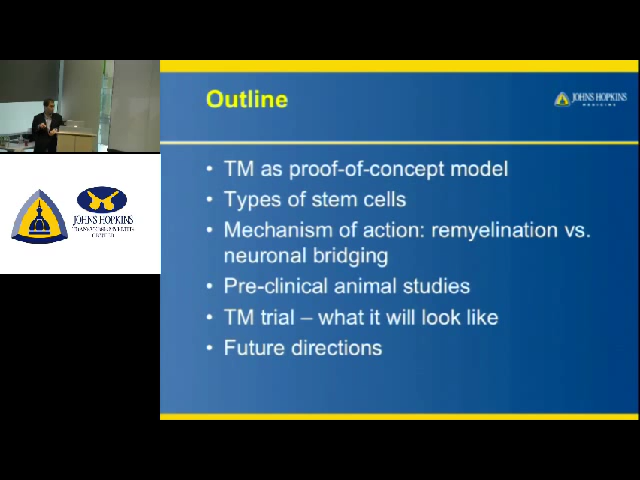 Outline
JOHNS HOPKINS
MEDICINE
• TM as proof-of-concept model
• Types of stem cells
• Mechanism of action: remyelination vs.
neuronal bridging
• Pre-clinical animal studies
• TM trial – what it will look like
• Future directions
JOHNS HOPKINS